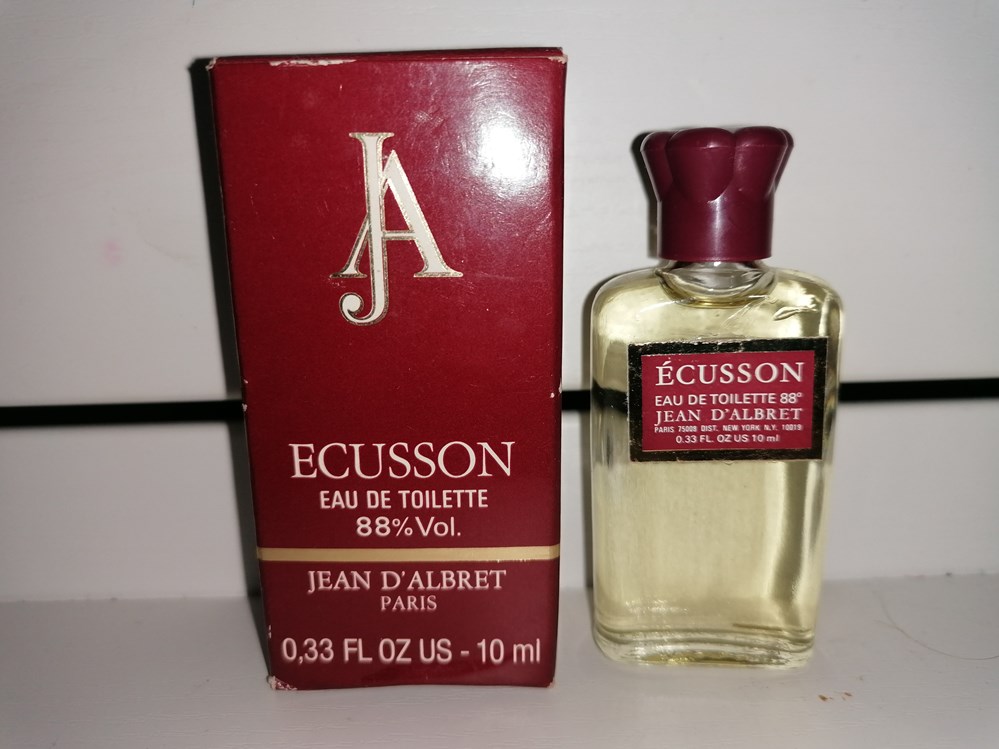 JA
ECUSSON
EAU DE TOILETTE
88% Vol.
JEAN D'ALBRET
PARIS
0,33 FL OZ US - 10 ml
ÉCUSSON
EAU DE TOILETTE 88°
JEAN D'ALBRET
PARIS 75008 DIST. NEW YORK N.Y. 10019
0.33 FL. OZ US 10 ml